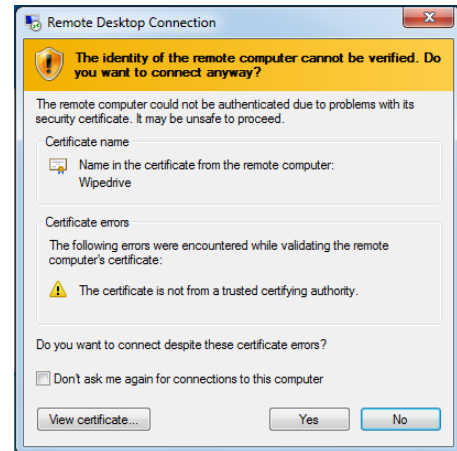 Remote Desktop Connection
The identity of the remote computer cannot be verified. Do
you want to connect anyway?
The remote computer could not be authenticated due to problems with its
security certificate. It may be unsafe to proceed.
Certificate name
Name in the certificate from the remote computer:
Wipedrive
Certificate errors
The following errors were encountered while validating the remote
computer's certificate:
The certificate is not from a trusted certifying authority.
Do you want to connect despite these certificate errors?
Don't ask me again for connections to this computer
View certificate... Yes No